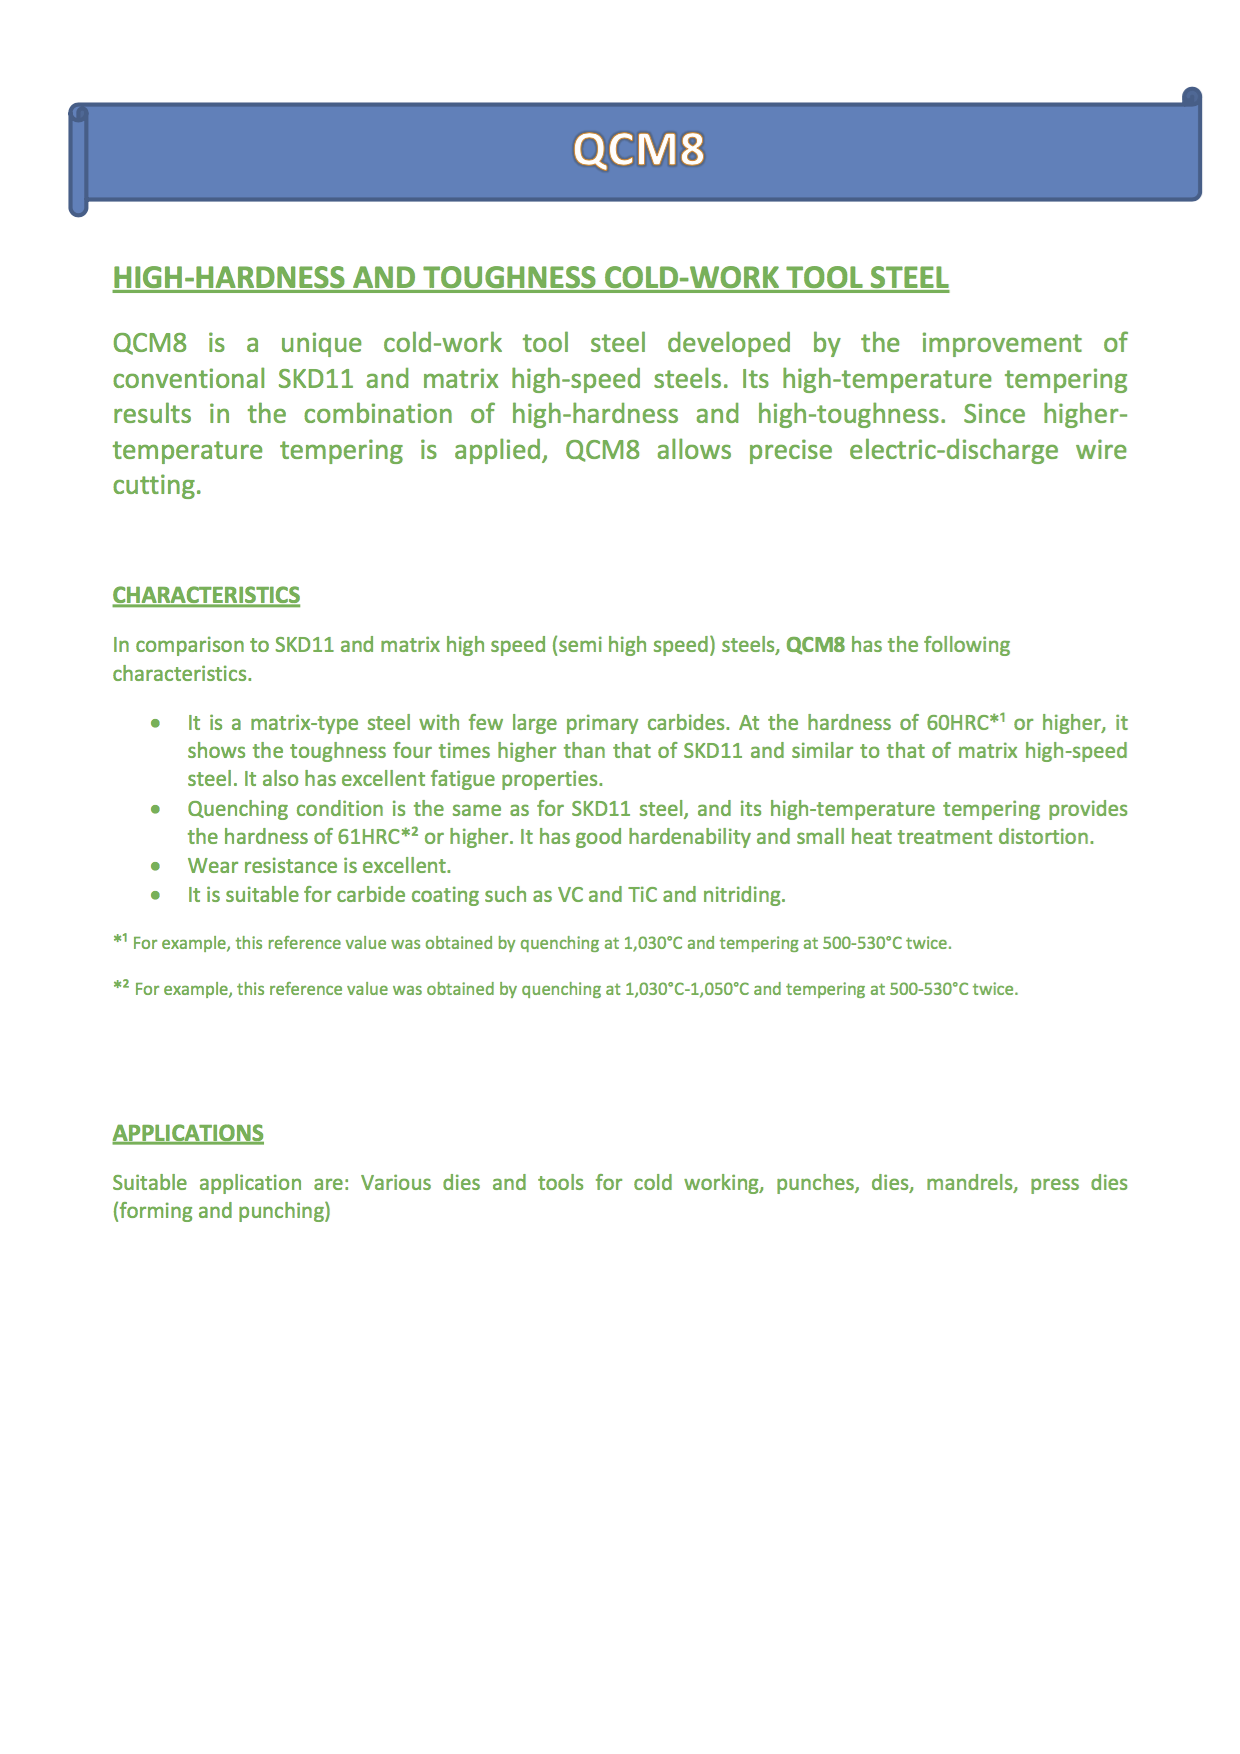 QCM8
HIGH-HARDNESS AND TOUGHNESS COLD-WORK TOOL STEEL
QCM8 is a unique cold-work tool steel developed by the improvement of
conventional SKD11 and matrix high-speed steels. Its high-temperature tempering
results in the combination of high-hardness and high-toughness. Since higher-
temperature tempering is applied, QCM8 allows precise electric-discharge wire
cutting.
CHARACTERISTICS
In comparison to SKD11 and matrix high speed (semi high speed) steels, QCM8 has the following
characteristics.
• It is a matrix-type steel with few large primary carbides. At the hardness of 60HRC*¹ or higher, it
shows the toughness four times higher than that of SKD11 and similar to that of matrix high-speed
steel. It also has excellent fatigue properties.
• Quenching condition is the same as for SKD11 steel, and its high-temperature tempering provides
the hardness of 61HRC*² or higher. It has good hardenability and small heat treatment distortion.
• Wear resistance is excellent.
• It is suitable for carbide coating such as VC and TiC and nitriding.
*¹ For example, this reference value was obtained by quenching at 1,030°C and tempering at 500-530°C twice.
*² For example, this reference value was obtained by quenching at 1,030°C-1,050°C and tempering at 500-530°C twice.
APPLICATIONS
Suitable application are: Various dies and tools for cold working, punches, dies, mandrels, press dies
(forming and punching)